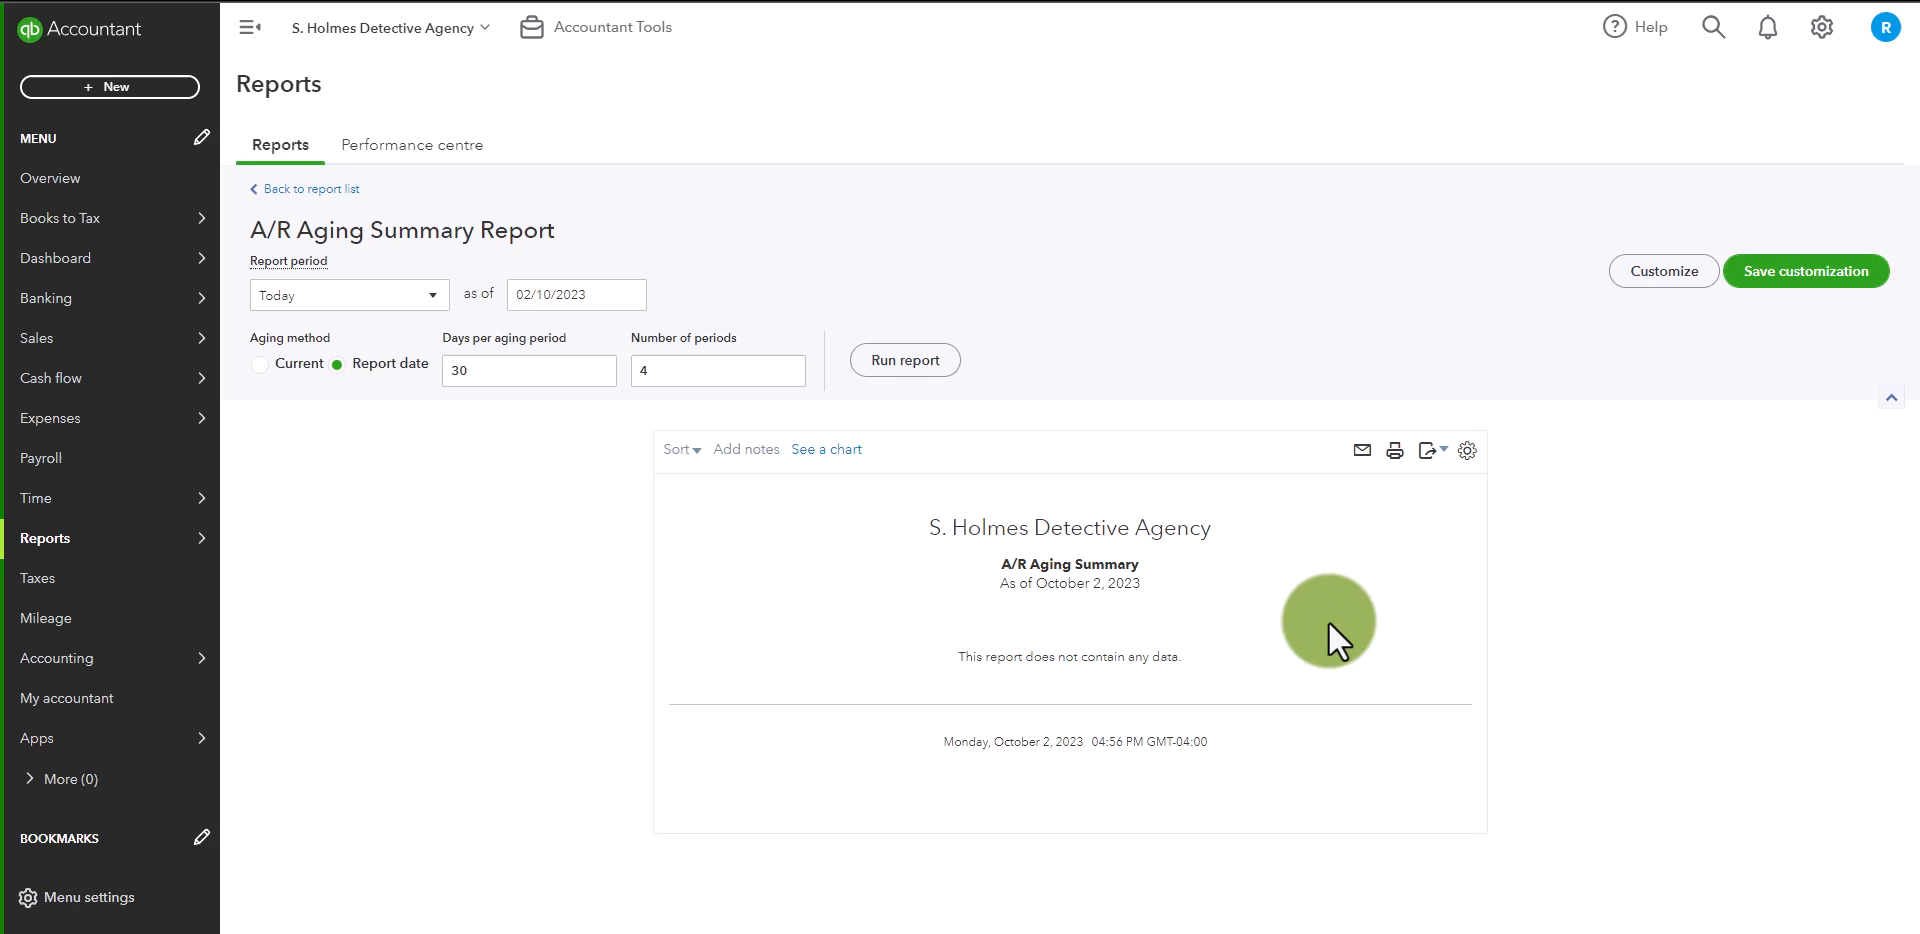 qb Accountant
S. Holmes Detective Agency
Accountant Tools
Help
R
+ New
MENU
Overview
Books to Tax
Dashboard
Banking
Sales
Cash flow
Expenses
Payroll
Time
Reports
Taxes
Mileage
Accounting
My accountant
Apps
More (0)
BOOKMARKS
Menu settings
Reports
Reports Performance centre
Back to report list
A/R Aging Summary Report
Report period
Today as of 02/10/2023
Customize Save customization
Aging method Days per aging period Number of periods
Current Report date 30 4 Run report
Sort Add notes See a chart
S. Holmes Detective Agency
A/R Aging Summary
As of October 2, 2023
This report does not contain any data.
Monday, October 2, 2023 04:56 PM GMT-04:00